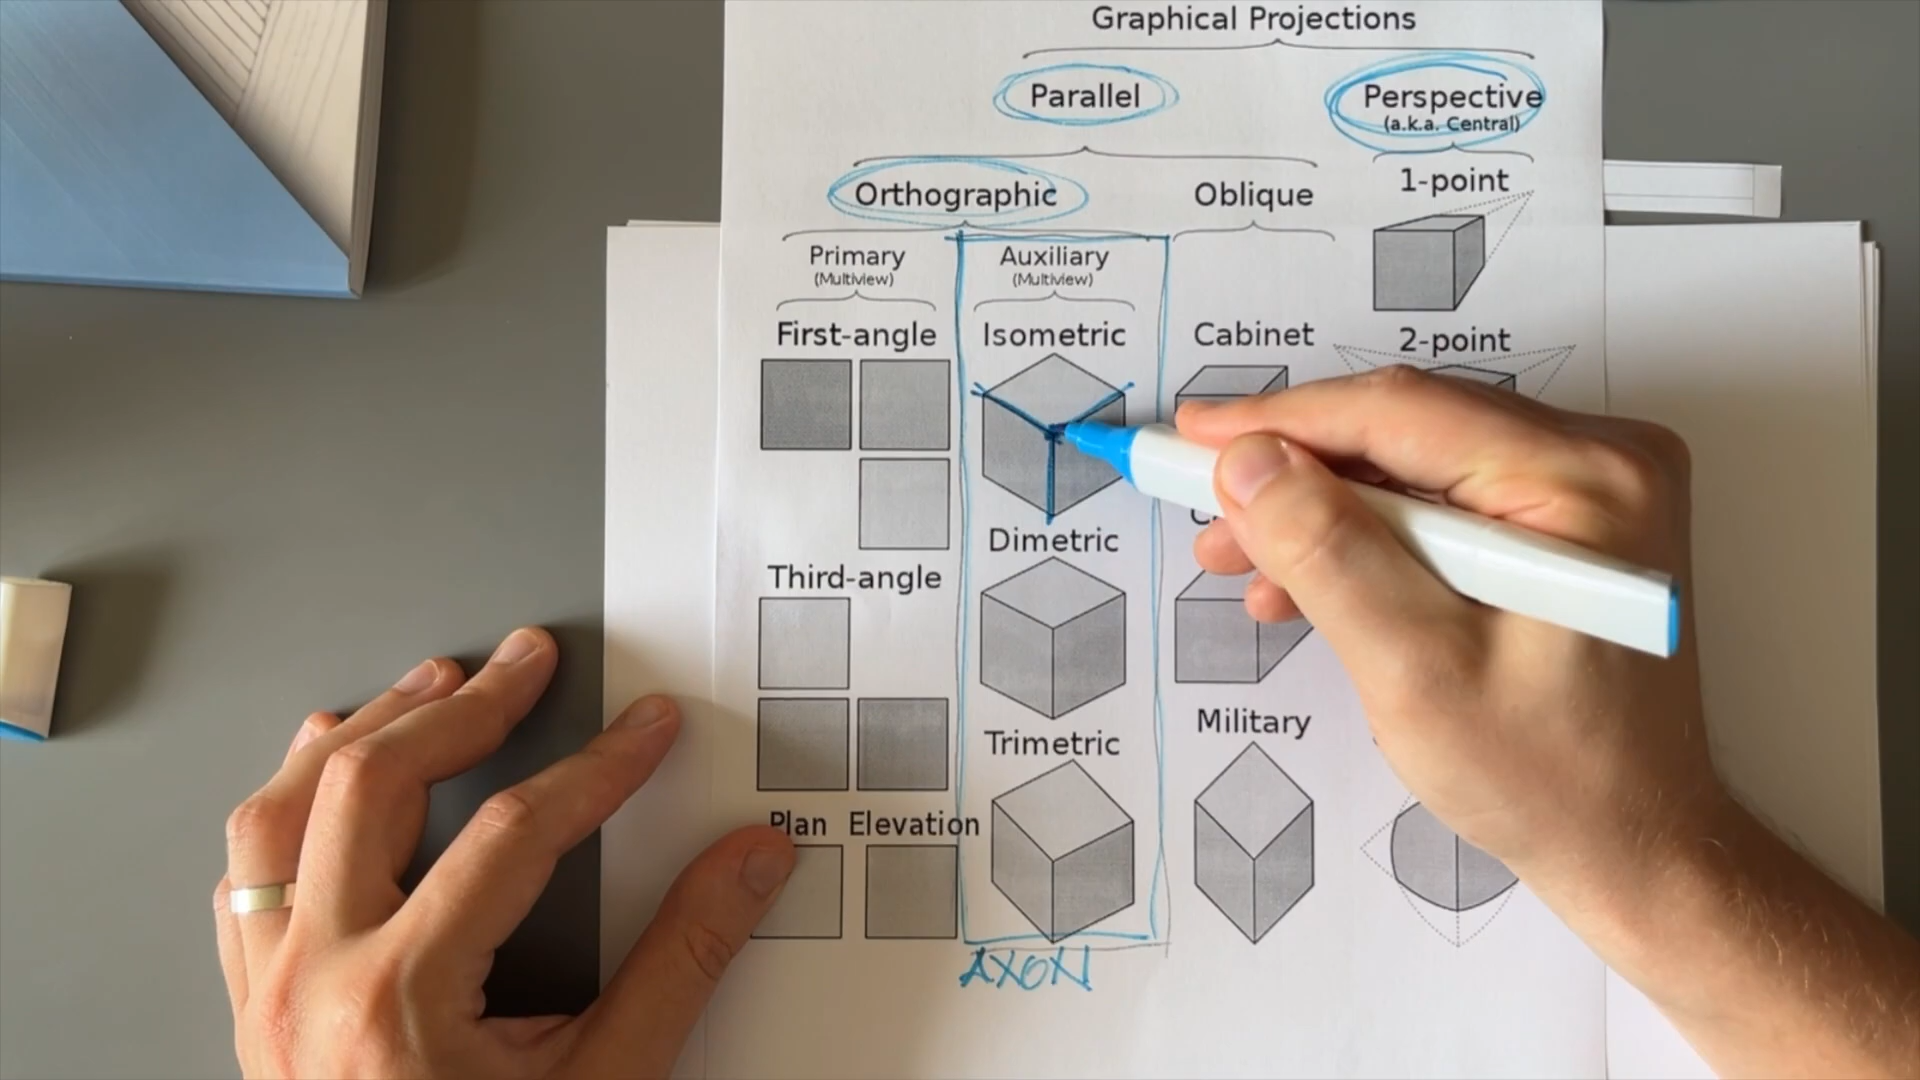 Graphical Projections
Parallel
Perspective
(a.k.a. Central)
Orthographic
Oblique
1-point
Primary
(Multiview)
Auxiliary
(Multiview)
First-angle
Isometric
Cabinet
2-point
Dimetric
Third-angle
Military
Trimetric
Plan
Elevation
AXON